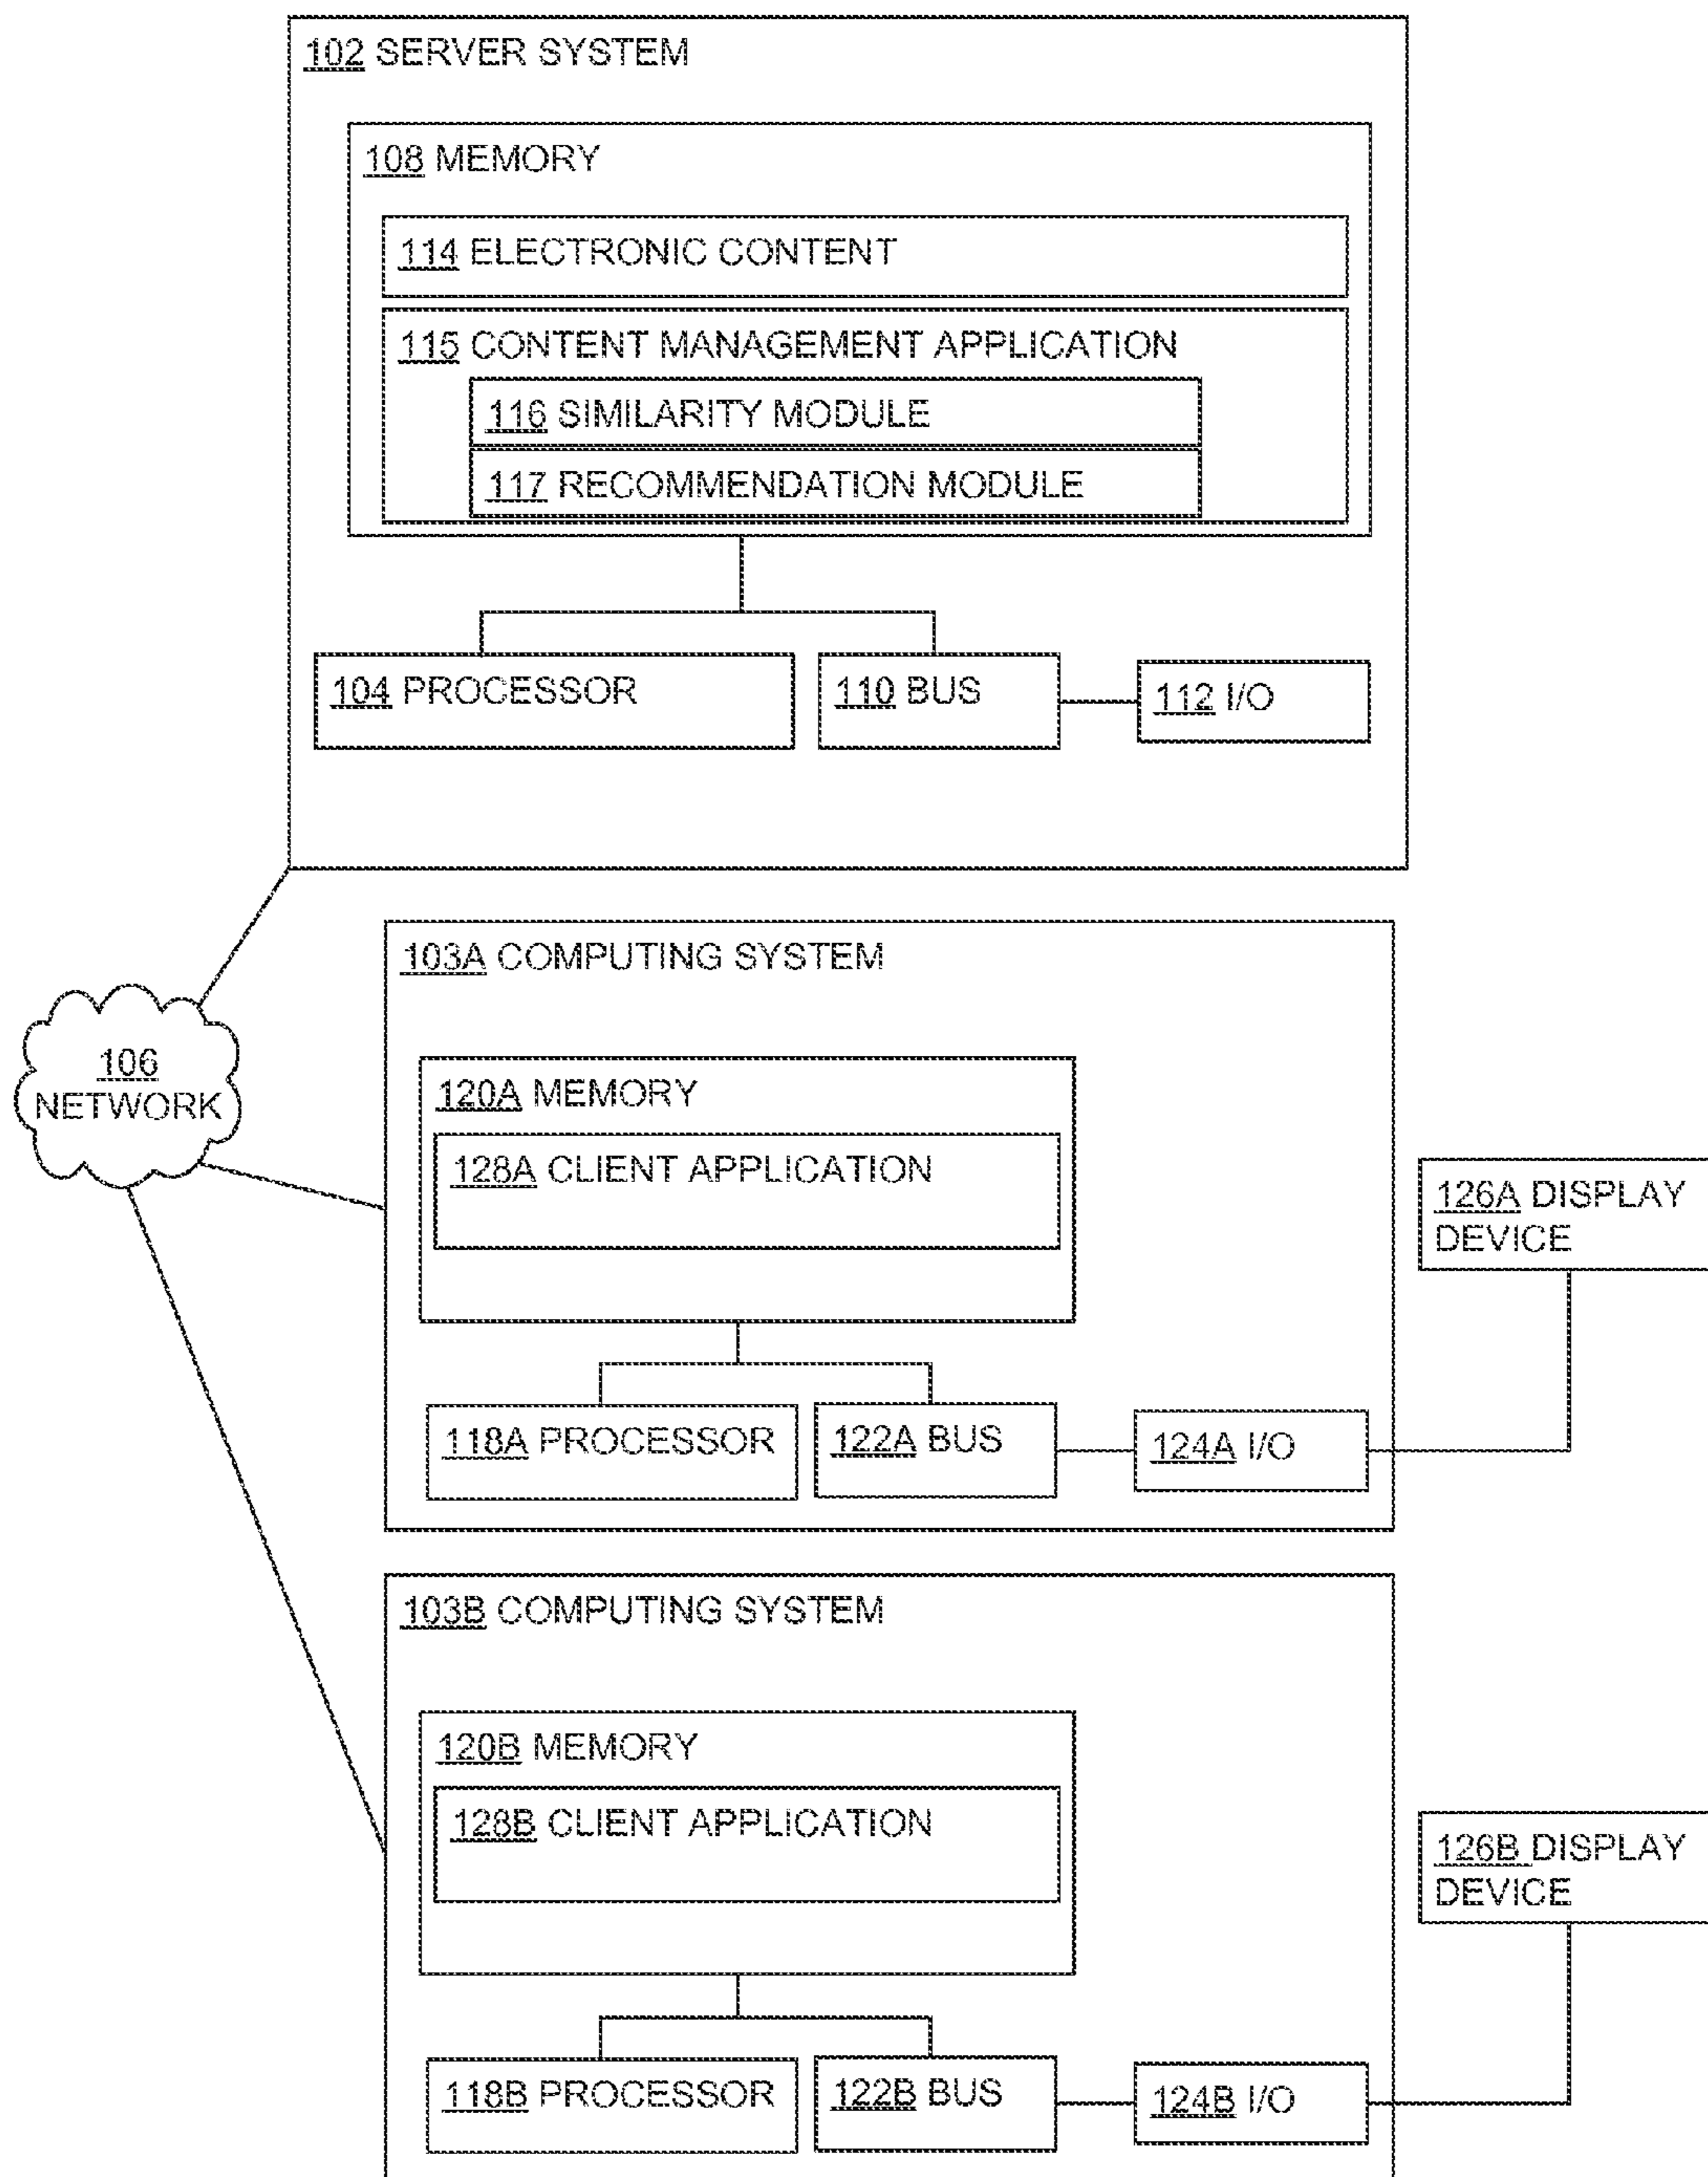 102 SERVER SYSTEM
108 MEMORY
114 ELECTRONIC CONTENT
115 CONTENT MANAGEMENT APPLICATION
116 SIMILARITY MODULE
117 RECOMMENDATION MODULE
104 PROCESSOR
110 BUS
112 I/O
106
NETWORK
103A COMPUTING SYSTEM
120A MEMORY
128A CLIENT APPLICATION
118A PROCESSOR
122A BUS
124A I/O
126A DISPLAY
DEVICE
103B COMPUTING SYSTEM
120B MEMORY
128B CLIENT APPLICATION
118B PROCESSOR
122B BUS
124B I/O
126B DISPLAY
DEVICE